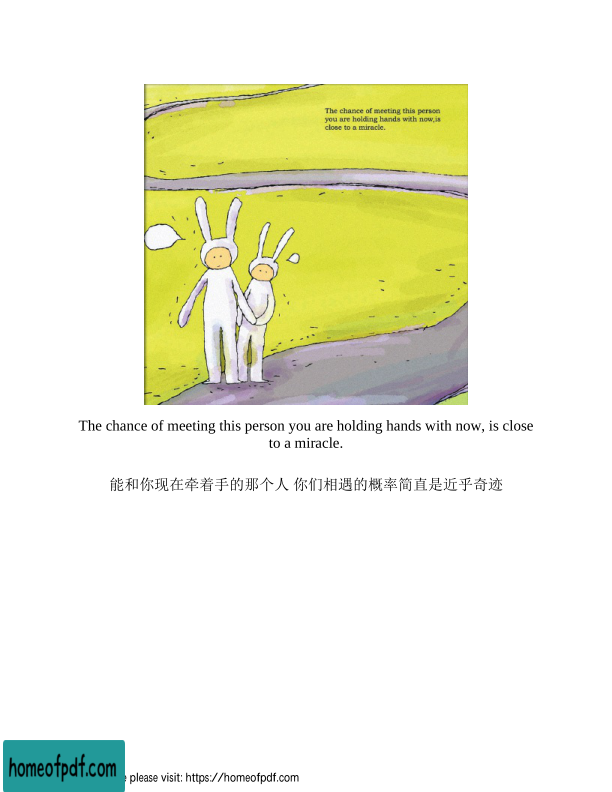 The chance of meeting this person
you are holding hands with now,is
close to a miracle.
The chance of meeting this person you are holding hands with now, is close
to a miracle.
能和你现在牵着手的那个人 你们相遇的概率简直是近乎奇迹
homeofpdf.com
please visit: https://homeofpdf.com